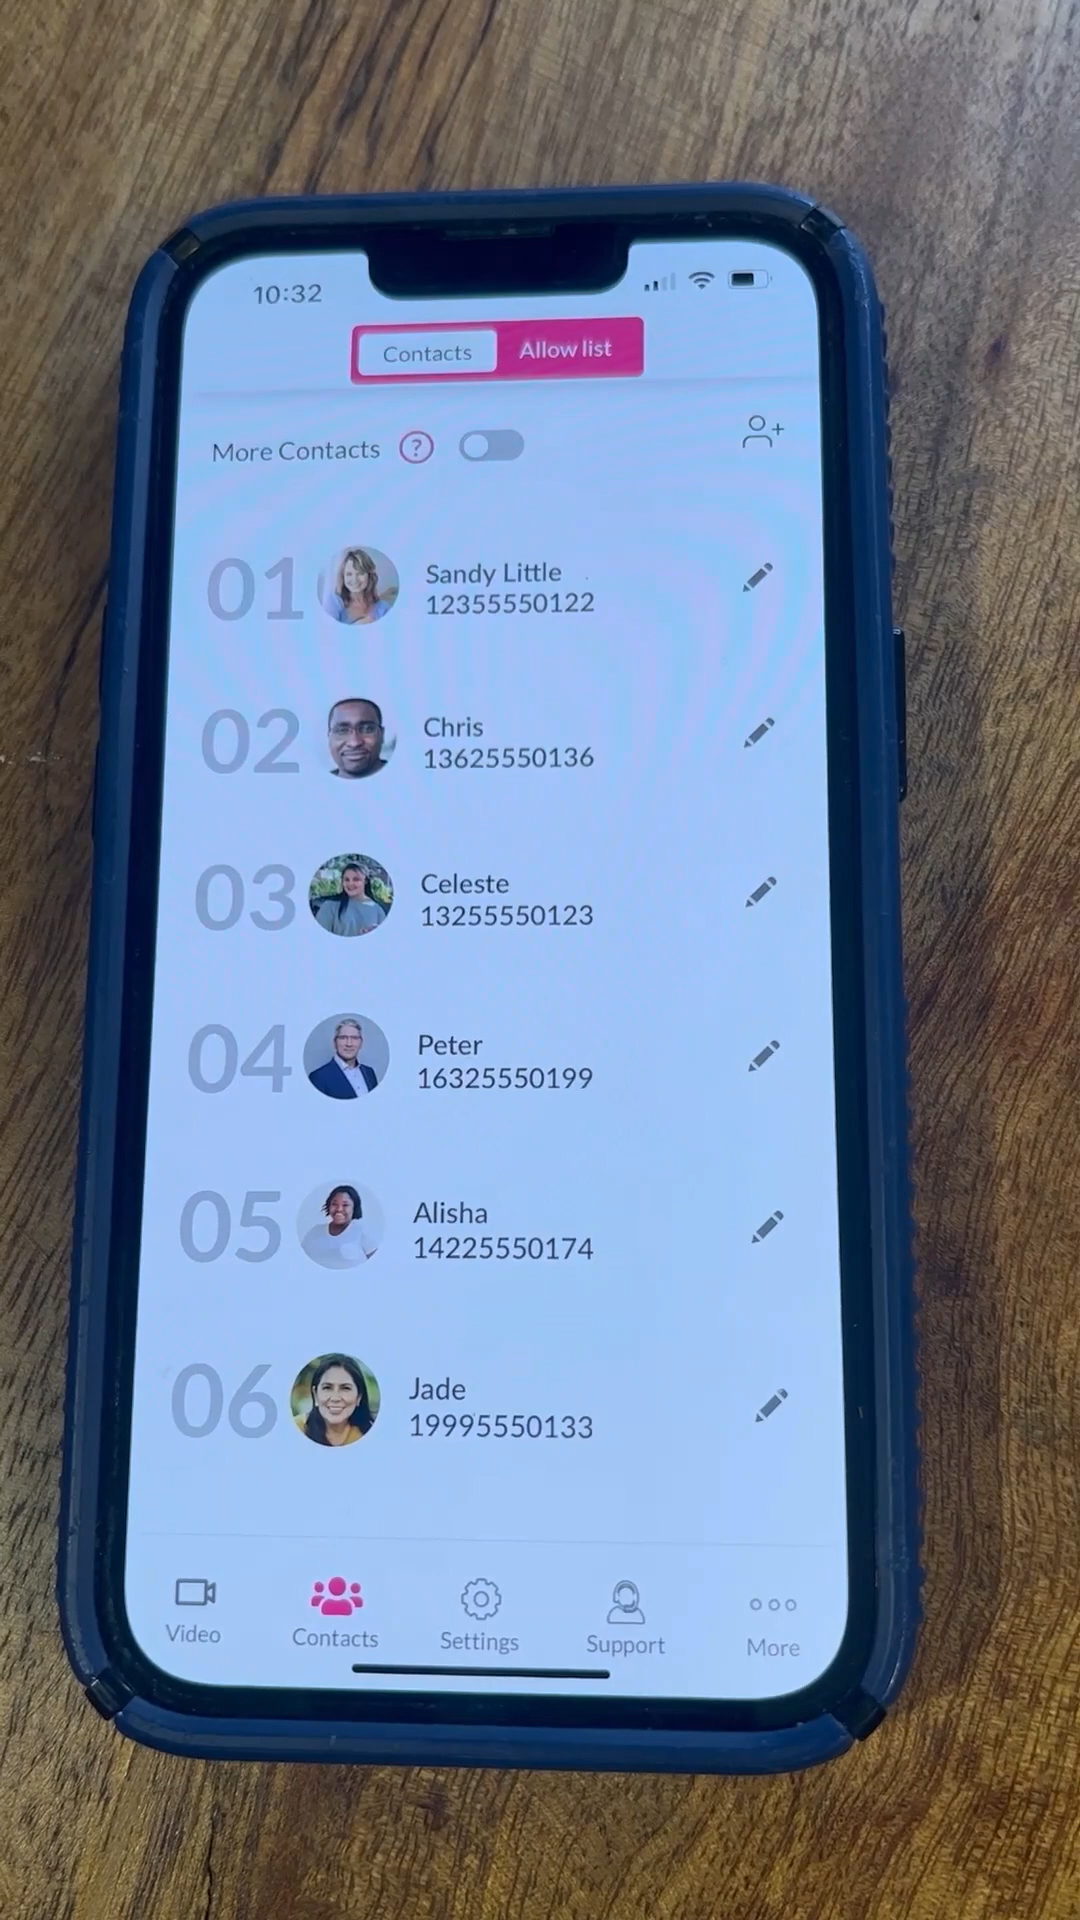 10:32
Contacts Allow list
More Contacts ?
01 Sandy Little
12355550122
02 Chris
13625550136
03 Celeste
13255550123
04 Peter
16325550199
05 Alisha
14225550174
06 Jade
19995550133
Video Contacts Settings Support More